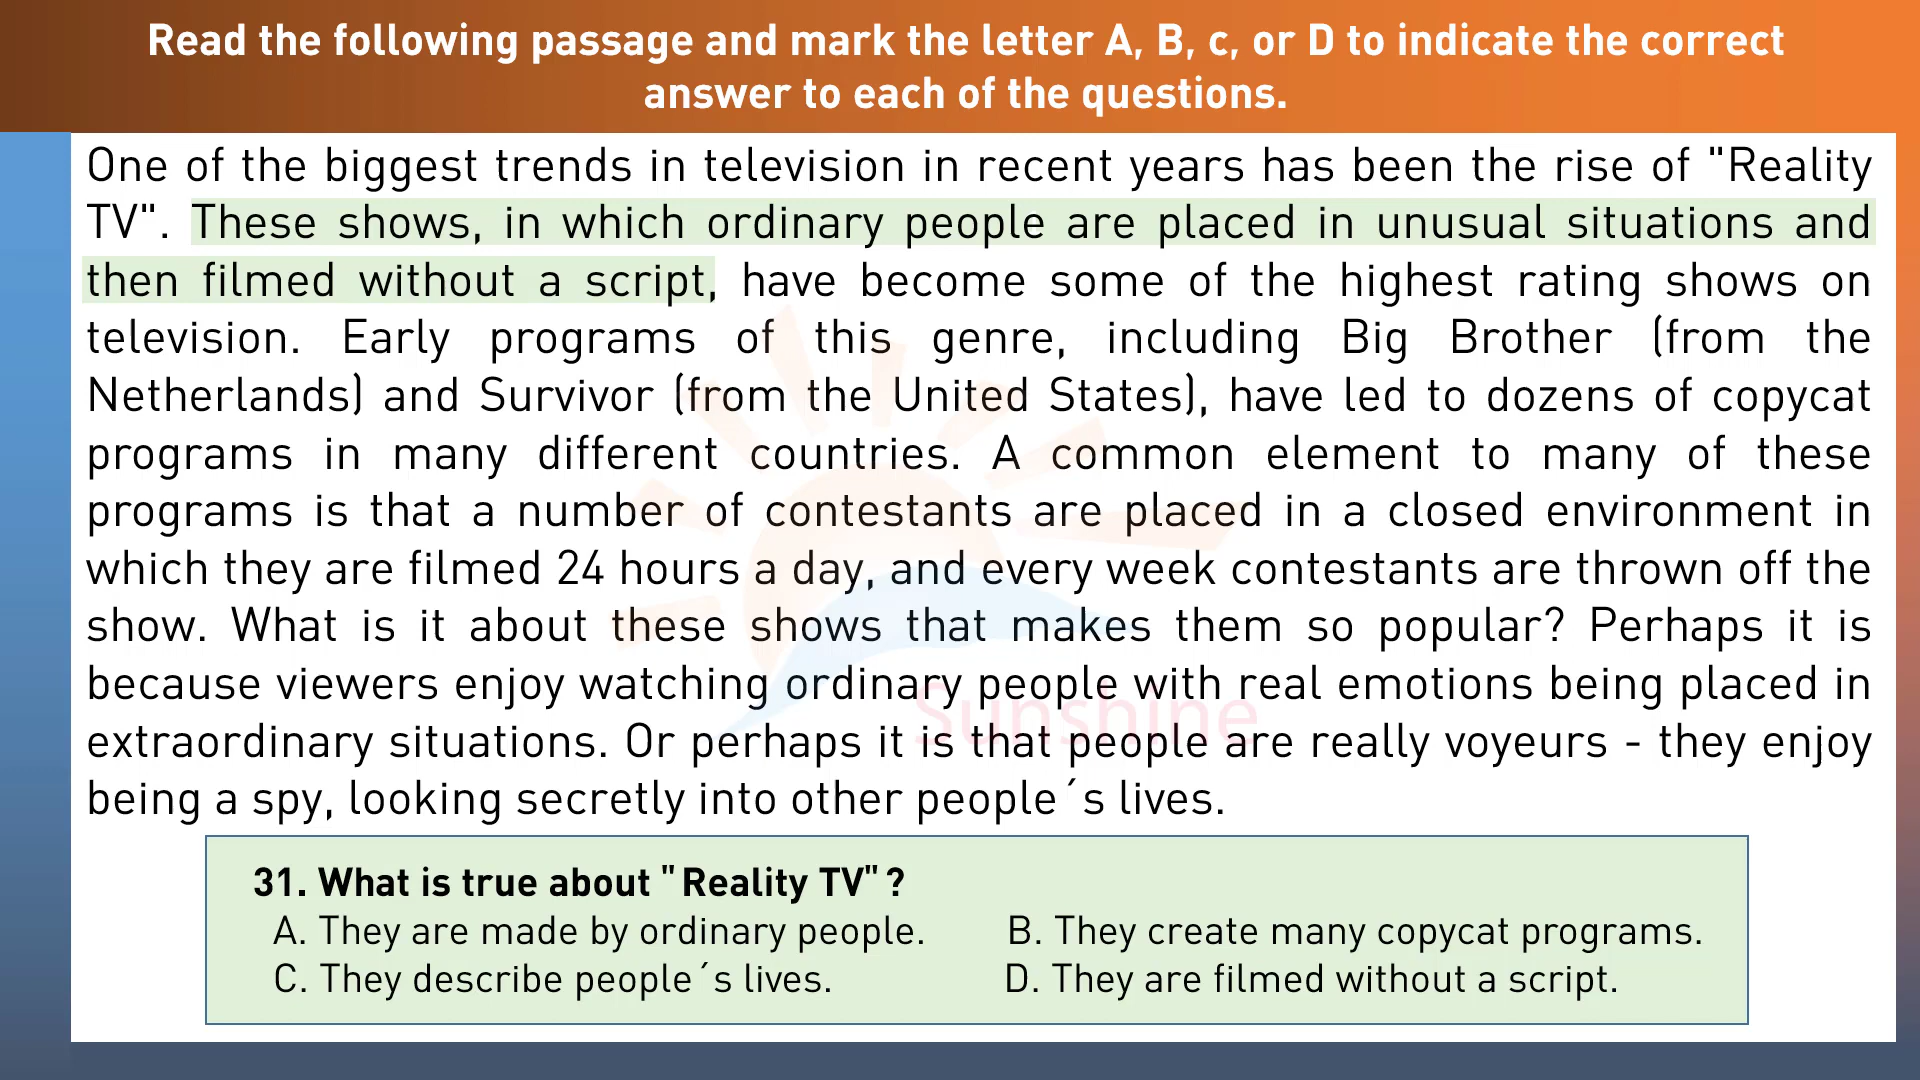 Read the following passage and mark the letter A, B, c, or D to indicate the correct
answer to each of the questions.
One of the biggest trends in television in recent years has been the rise of "Reality
TV". These shows, in which ordinary people are placed in unusual situations and
then filmed without a script, have become some of the highest rating shows on
television. Early programs of this genre, including Big Brother (from the
Netherlands) and Survivor (from the United States), have led to dozens of copycat
programs in many different countries. A common element to many of these
programs is that a number of contestants are placed in a closed environment in
which they are filmed 24 hours a day, and every week contestants are thrown off the
show. What is it about these shows that makes them so popular? Perhaps it is
because viewers enjoy watching ordinary people with real emotions being placed in
extraordinary situations. Or perhaps it is that people are really voyeurs - they enjoy
being a spy, looking secretly into other people´s lives.
Sunshine
31. What is true about "Reality TV"?
A. They are made by ordinary people. B. They create many copycat programs.
C. They describe people´s lives. D. They are filmed without a script.